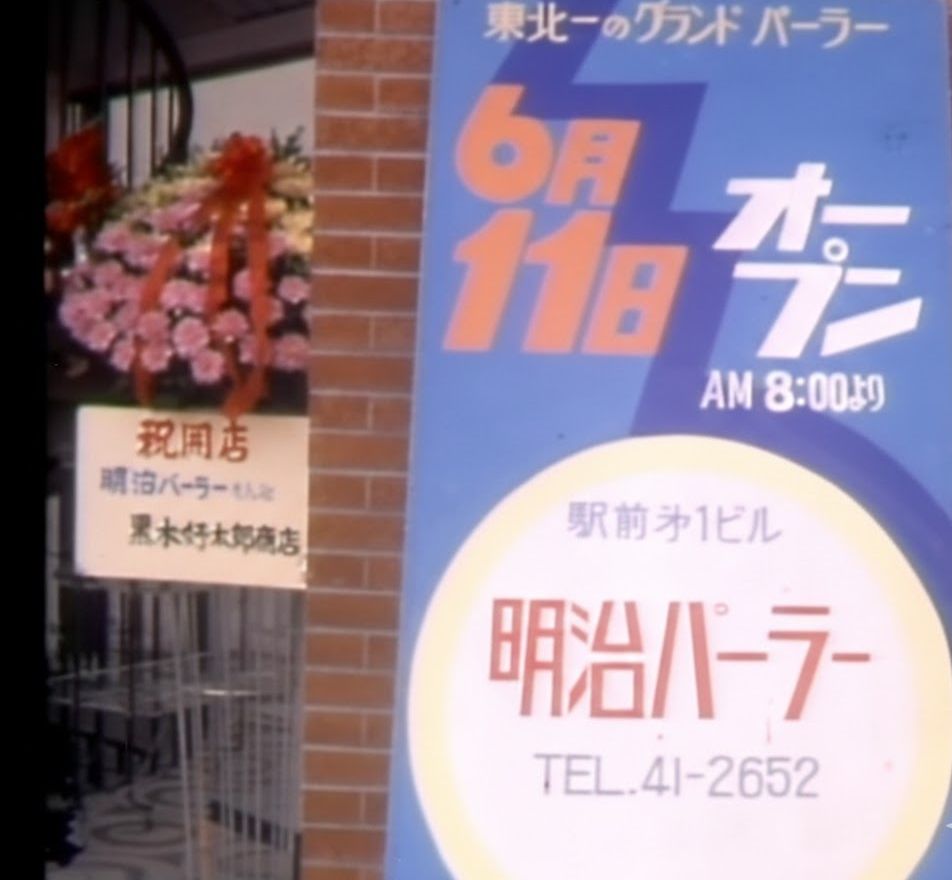 東北一のグランドパーラー
6月
11日
オー
プン
AM 8:00より
駅前第1ビル
明治パーラー
TEL.41-2652
祝開店
明治パーラー
黒木好太郎商店